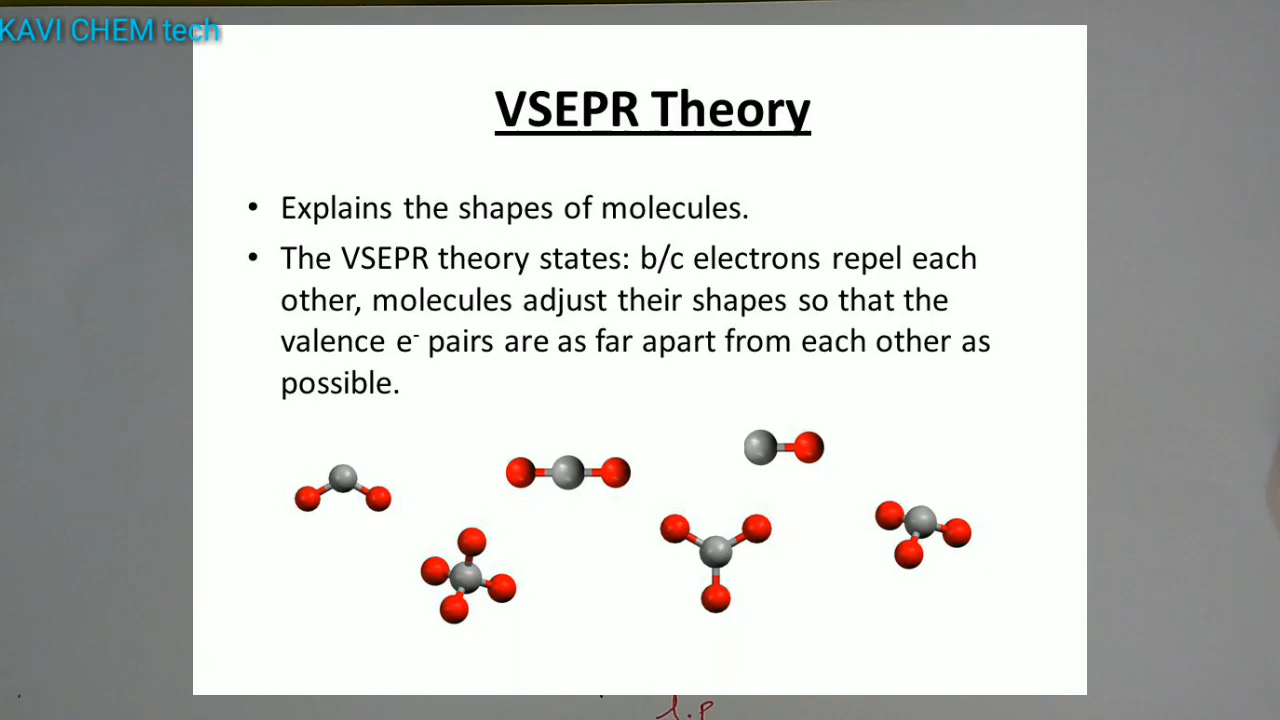 KAVI CHEM tech
VSEPR Theory
• Explains the shapes of molecules.
• The VSEPR theory states: b/c electrons repel each
other, molecules adjust their shapes so that the
valence e⁻ pairs are as far apart from each other as
possible.
l.p